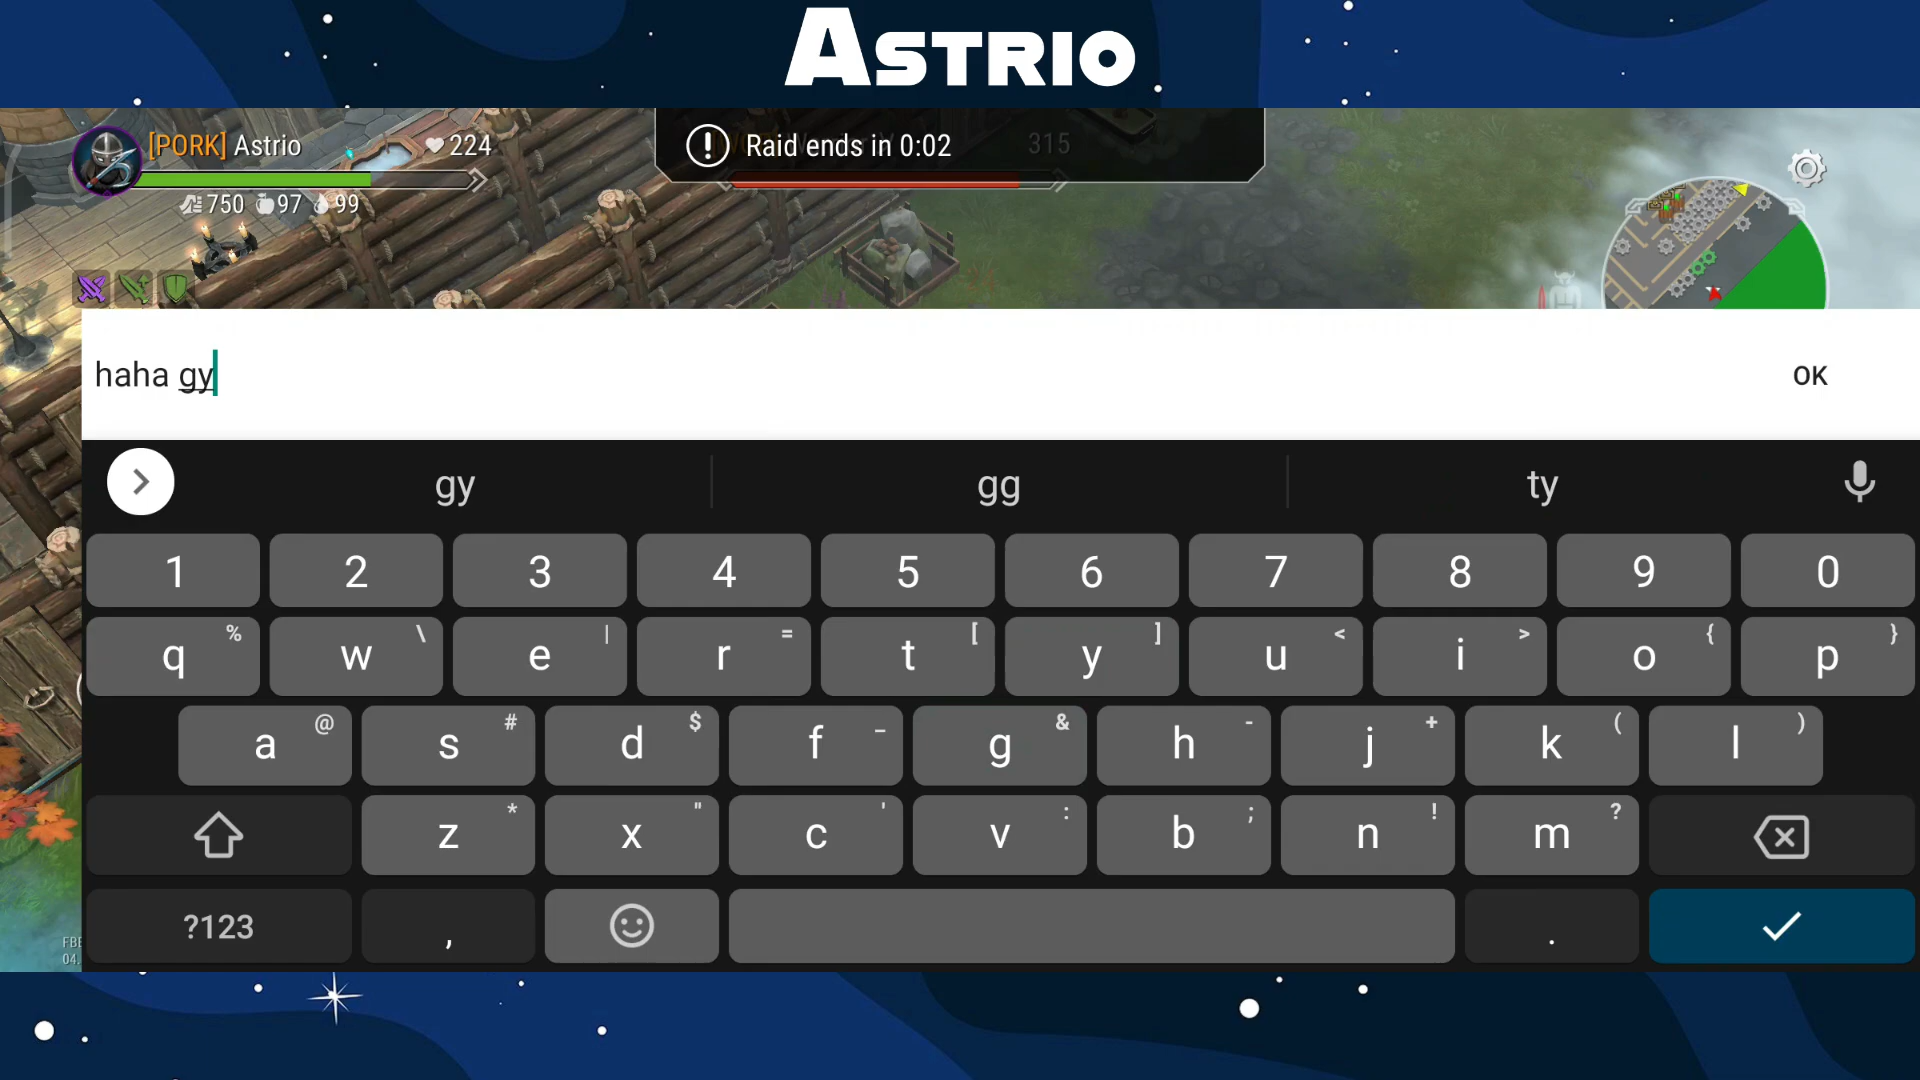 ASTRIO
[PORK] Astrio
224
750 97 99
Raid ends in 0:02
315
haha gy
OK
gy gg ty
1 2 3 4 5 6 7 8 9 0
% \ | = [ ] < > { }
q w e r t y u i o p
@ # $ _ & - + ( )
a s d f g h j k l
* " ' : ; ! ?
z x c v b n m
?123 , .
04.